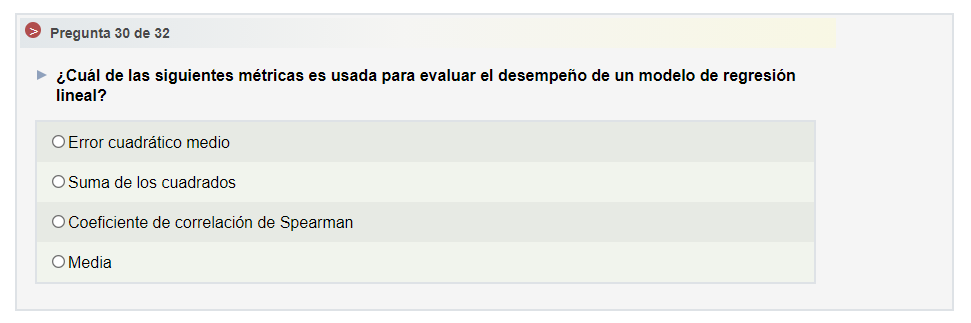 Pregunta 30 de 32
¿Cuál de las siguientes métricas es usada para evaluar el desempeño de un modelo de regresión
lineal?
Error cuadrático medio
Suma de los cuadrados
Coeficiente de correlación de Spearman
Media